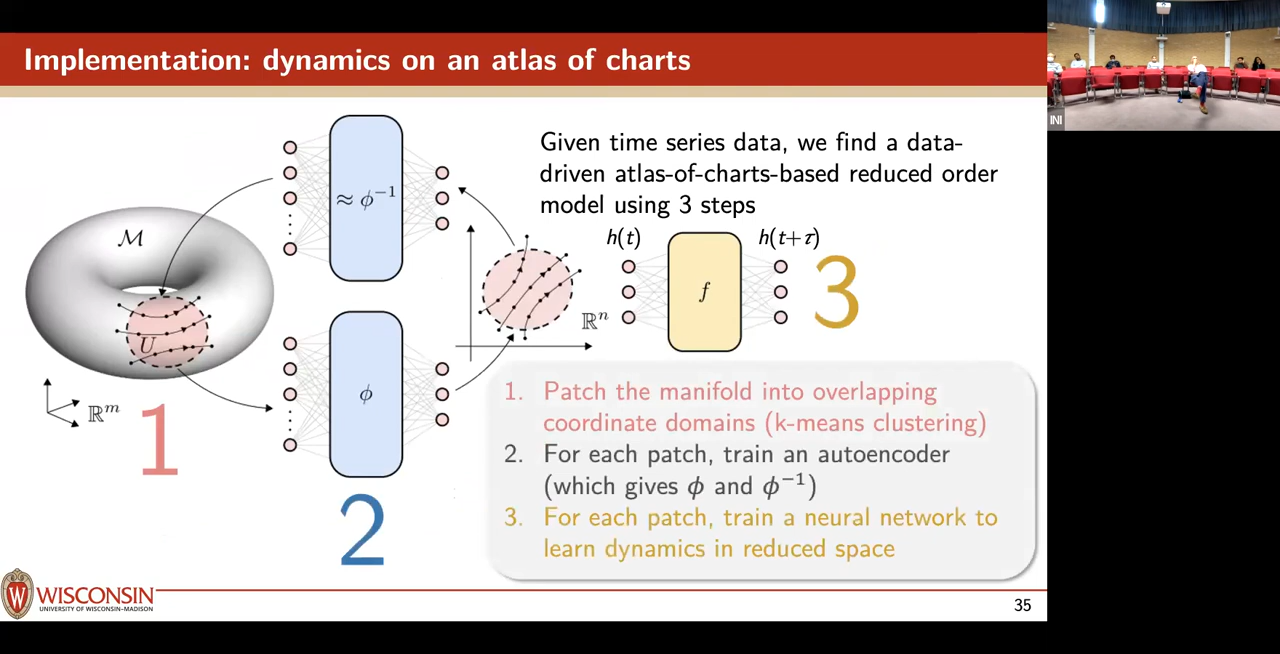 Implementation: dynamics on an atlas of charts
INI
Given time series data, we find a data-
driven atlas-of-charts-based reduced order
model using 3 steps
≈ ϕ⁻¹
h(t)
h(t+τ)
f
3
ℳ
U
ℝⁿ
ℝᵐ
1
ϕ
2
1. Patch the manifold into overlapping
coordinate domains (k-means clustering)
2. For each patch, train an autoencoder
(which gives ϕ and ϕ⁻¹)
3. For each patch, train a neural network to
learn dynamics in reduced space
W
WISCONSIN
UNIVERSITY OF WISCONSIN–MADISON
35